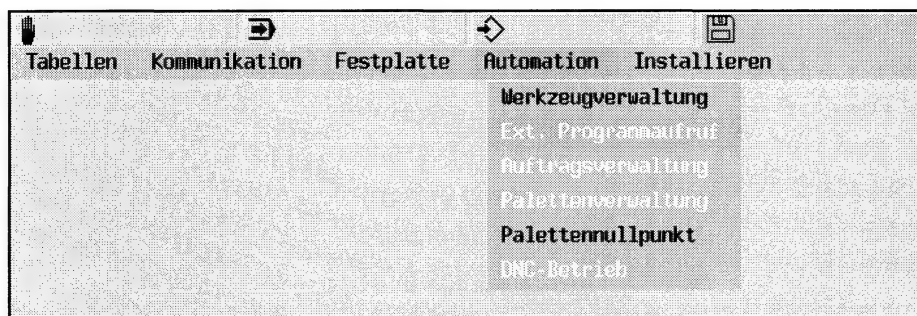 Tabellen Kommunikation Festplatte Automation Installieren
Werkzeugverwaltung
Ext. Programmaufruf
Auftragsverwaltung
Palettenverwaltung
Palettennullpunkt
DNC-Betrieb